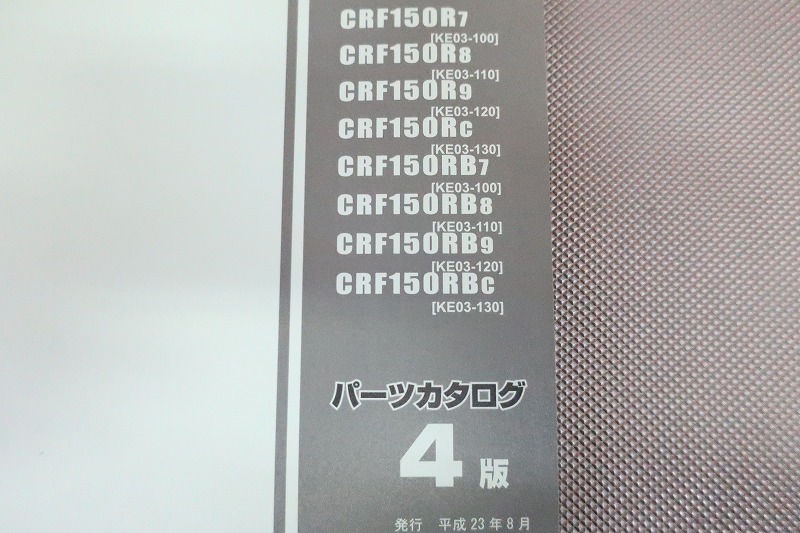 CRF150R7
[KE03-100]
CRF150R8
[KE03-110]
CRF150R9
[KE03-120]
CRF150Rc
[KE03-130]
CRF150RB7
[KE03-100]
CRF150RB8
[KE03-110]
CRF150RB9
[KE03-120]
CRF150RBc
[KE03-130]
パーツカタログ
4版
発行 平成23年8月